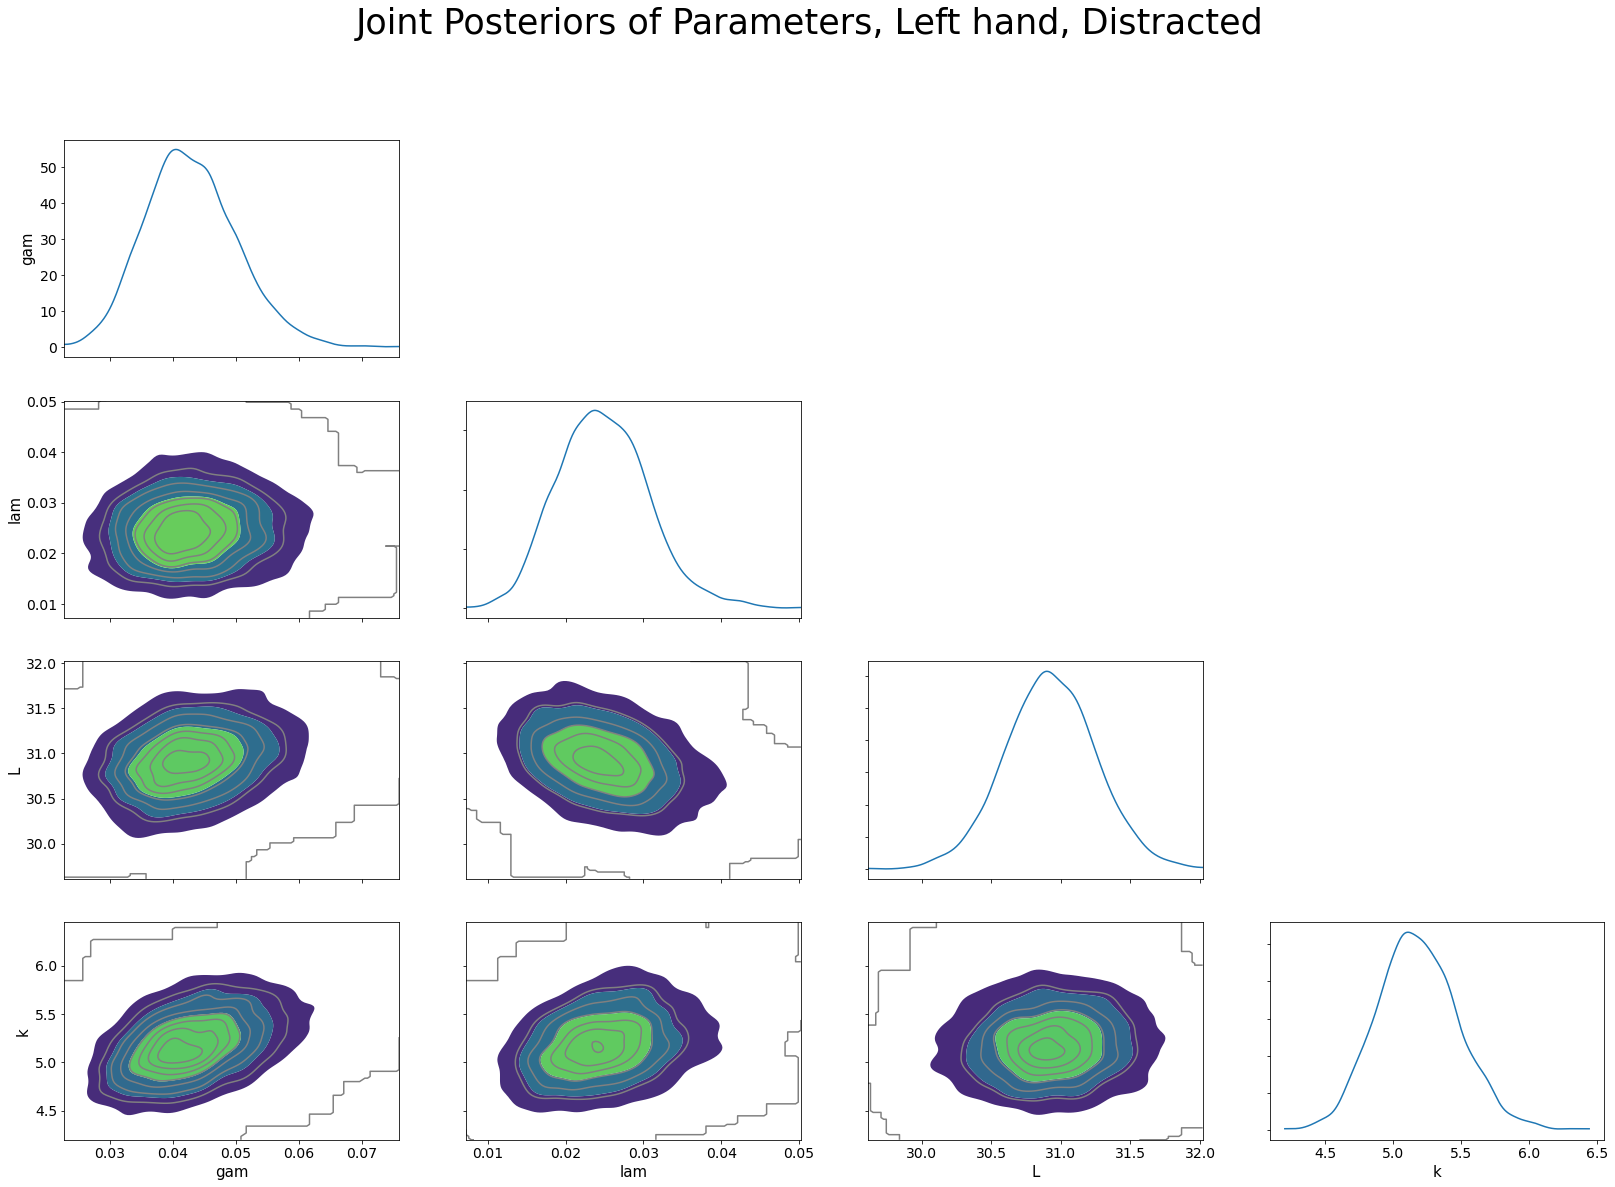 Joint Posteriors of Parameters, Left hand, Distracted
50
40
30
20
10
0
gam
0.05
0.04
0.03
0.02
0.01
lam
32.0
31.5
31.0
30.5
30.0
L
6.0
5.5
5.0
4.5
k
0.03 0.04 0.05 0.06 0.07
gam
0.01 0.02 0.03 0.04 0.05
lam
30.0 30.5 31.0 31.5 32.0
L
4.5 5.0 5.5 6.0 6.5
k